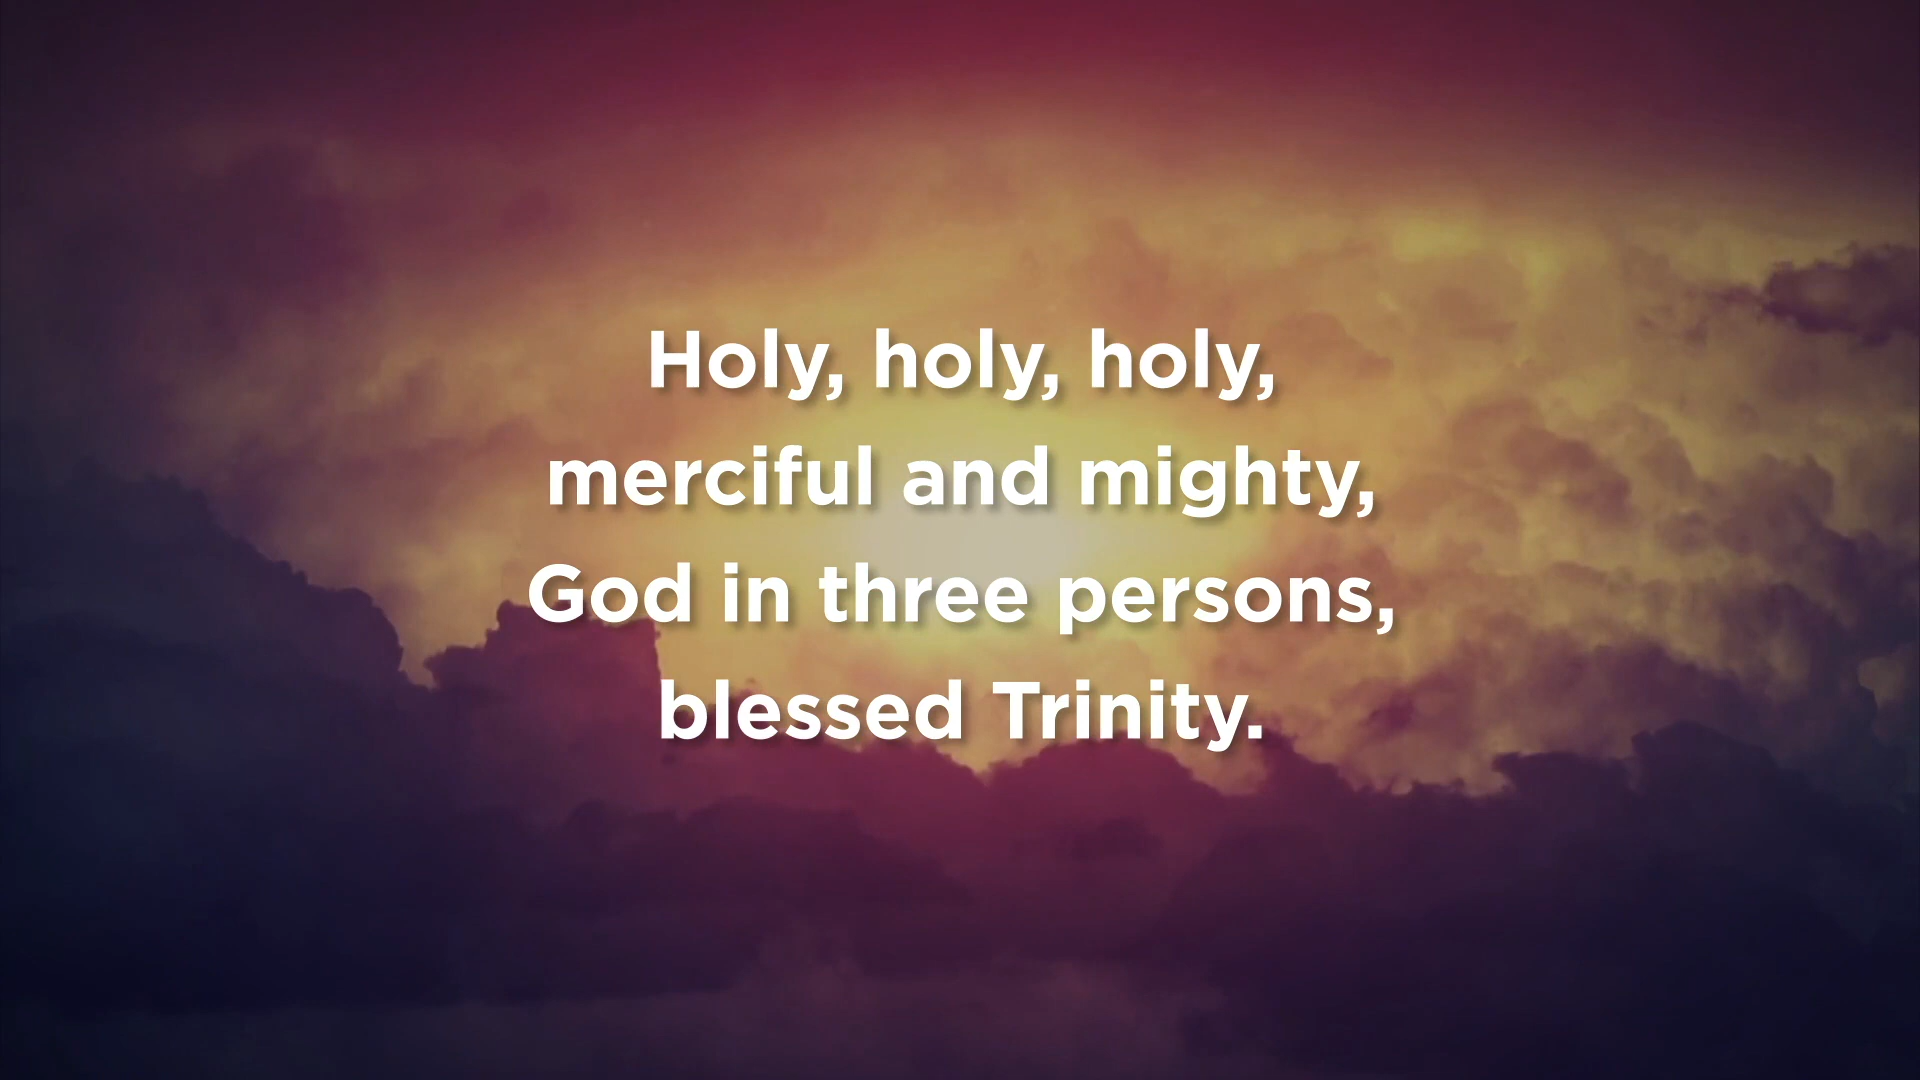 Holy, holy, holy,
merciful and mighty,
God in three persons,
blessed Trinity.